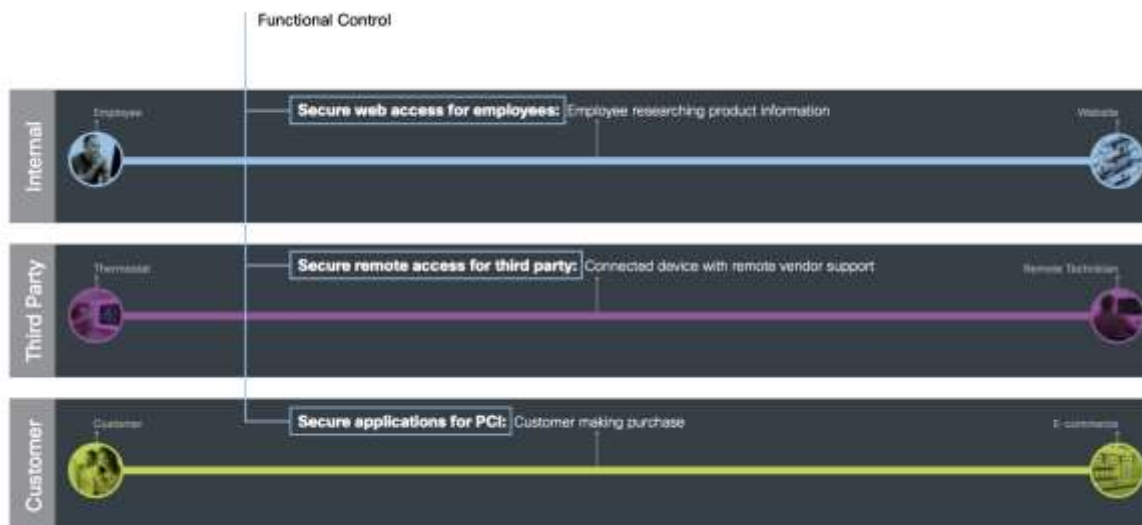 Functional Control
Internal
Employee
Secure web access for employees: Employee researching product information
Website
Third Party
Thermostat
Secure remote access for third party: Connected device with remote vendor support
Remote Technician
Customer
Customer
Secure applications for PCI: Customer making purchase
E-commerce